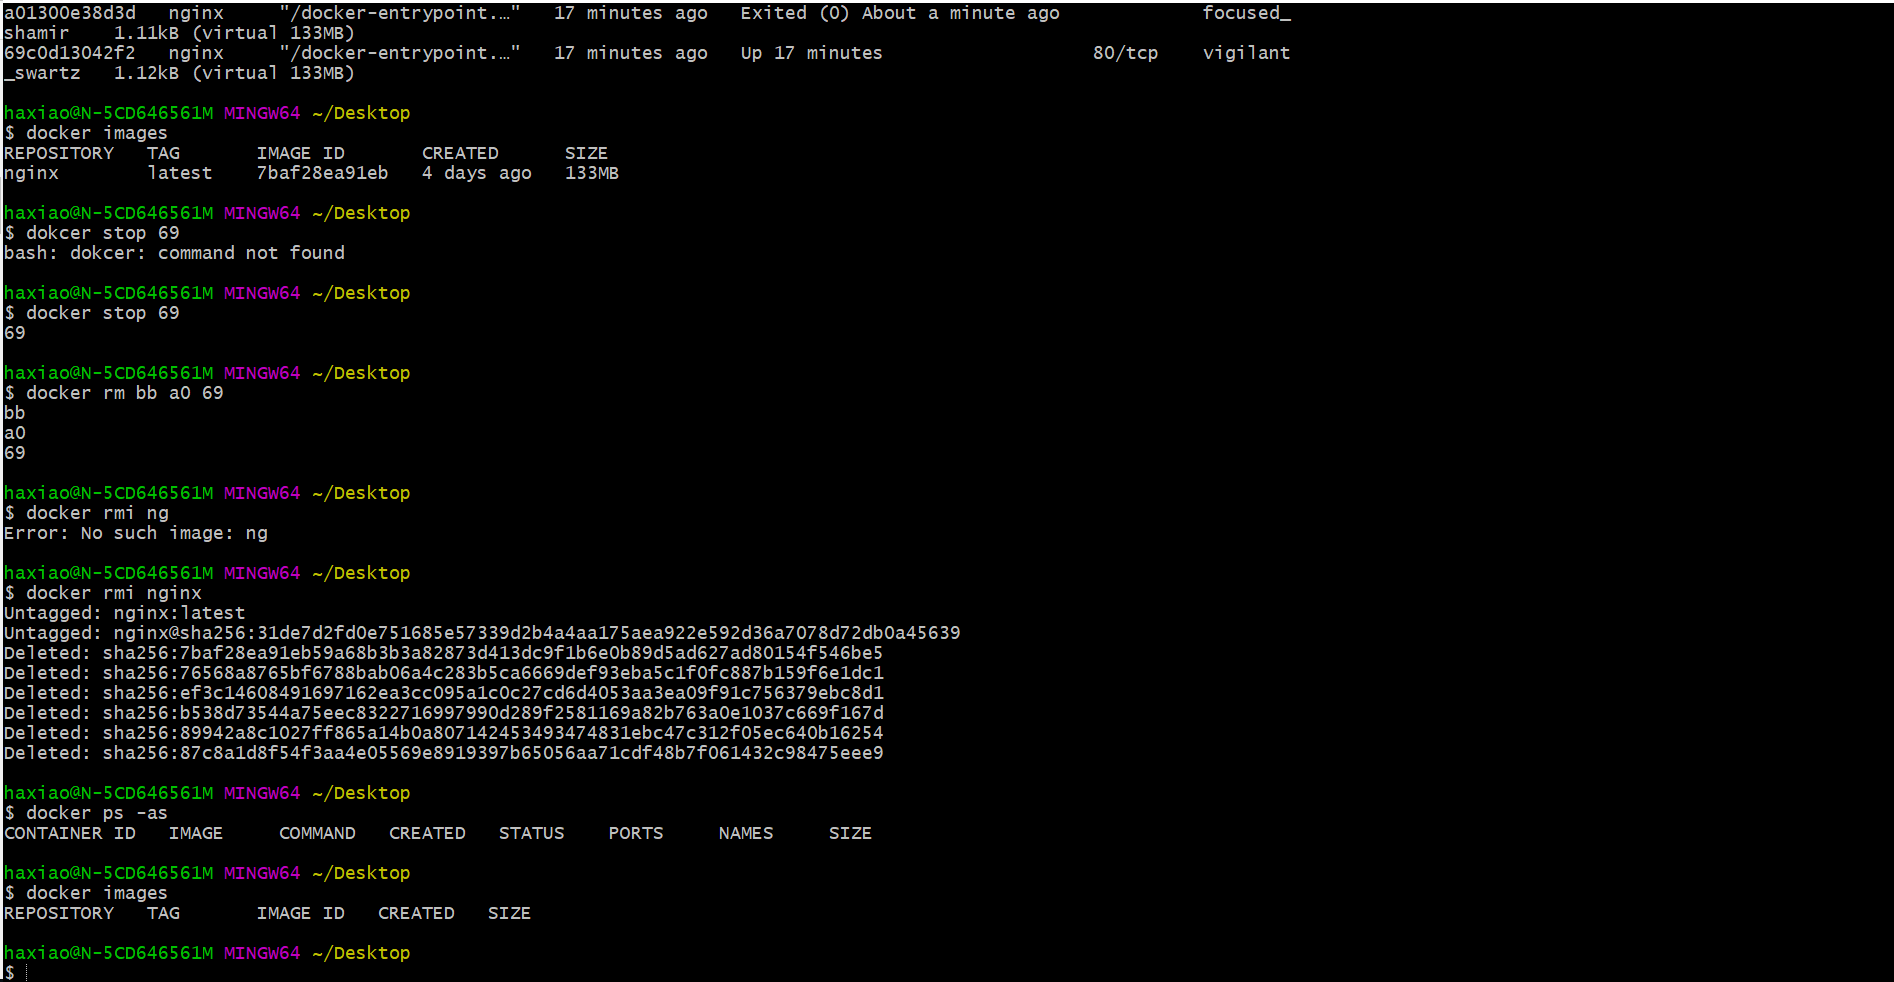 a01300e38d3d   nginx     "/docker-entrypoint.…"   17 minutes ago   Exited (0) About a minute ago             focused_
shamir    1.11kB (virtual 133MB)
69c0d13042f2   nginx     "/docker-entrypoint.…"   17 minutes ago   Up 17 minutes                   80/tcp    vigilant
_swartz   1.12kB (virtual 133MB)
haxiao@N-5CD646561M MINGW64 ~/Desktop
$ docker images
REPOSITORY   TAG       IMAGE ID       CREATED      SIZE
nginx        latest    7baf28ea91eb   4 days ago   133MB
haxiao@N-5CD646561M MINGW64 ~/Desktop
$ dokcer stop 69
bash: dokcer: command not found
haxiao@N-5CD646561M MINGW64 ~/Desktop
$ docker stop 69
69
haxiao@N-5CD646561M MINGW64 ~/Desktop
$ docker rm bb a0 69
bb
a0
69
haxiao@N-5CD646561M MINGW64 ~/Desktop
$ docker rmi ng
Error: No such image: ng
haxiao@N-5CD646561M MINGW64 ~/Desktop
$ docker rmi nginx
Untagged: nginx:latest
Untagged: nginx@sha256:31de7d2fd0e751685e57339d2b4a4aa175aea922e592d36a7078d72db0a45639
Deleted: sha256:7baf28ea91eb59a68b3b3a82873d413dc9f1b6e0b89d5ad627ad80154f546be5
Deleted: sha256:76568a8765bf6788bab06a4c283b5ca6669def93eba5c1f0fc887b159f6e1dc1
Deleted: sha256:ef3c14608491697162ea3cc095a1c0c27cd6d4053aa3ea09f91c756379ebc8d1
Deleted: sha256:b538d73544a75eec8322716997990d289f2581169a82b763a0e1037c669f167d
Deleted: sha256:89942a8c1027ff865a14b0a807142453493474831ebc47c312f05ec640b16254
Deleted: sha256:87c8a1d8f54f3aa4e05569e8919397b65056aa71cdf48b7f061432c98475eee9
haxiao@N-5CD646561M MINGW64 ~/Desktop
$ docker ps -as
CONTAINER ID   IMAGE     COMMAND   CREATED   STATUS    PORTS     NAMES     SIZE
haxiao@N-5CD646561M MINGW64 ~/Desktop
$ docker images
REPOSITORY   TAG       IMAGE ID   CREATED   SIZE
haxiao@N-5CD646561M MINGW64 ~/Desktop
$